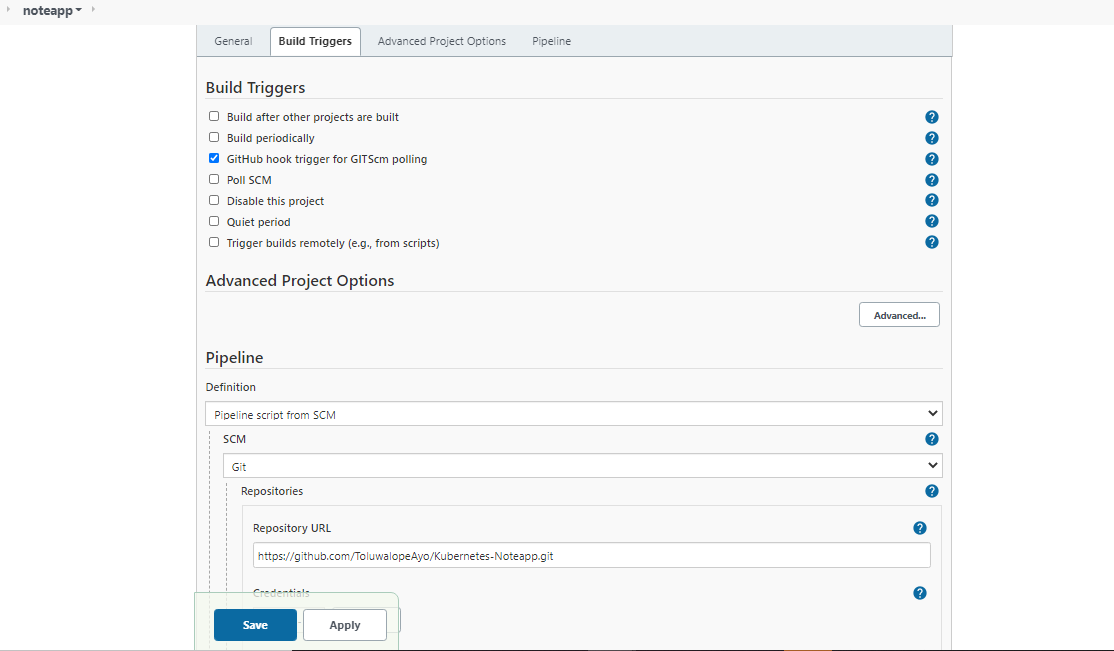 noteapp
General Build Triggers Advanced Project Options Pipeline
Build Triggers
Build after other projects are built
Build periodically
GitHub hook trigger for GITScm polling
Poll SCM
Disable this project
Quiet period
Trigger builds remotely (e.g., from scripts)
Advanced Project Options
Advanced...
Pipeline
Definition
Pipeline script from SCM
SCM
Git
Repositories
Repository URL
https://github.com/ToluwalopeAyo/Kubernetes-Noteapp.git
Credentials
Save Apply